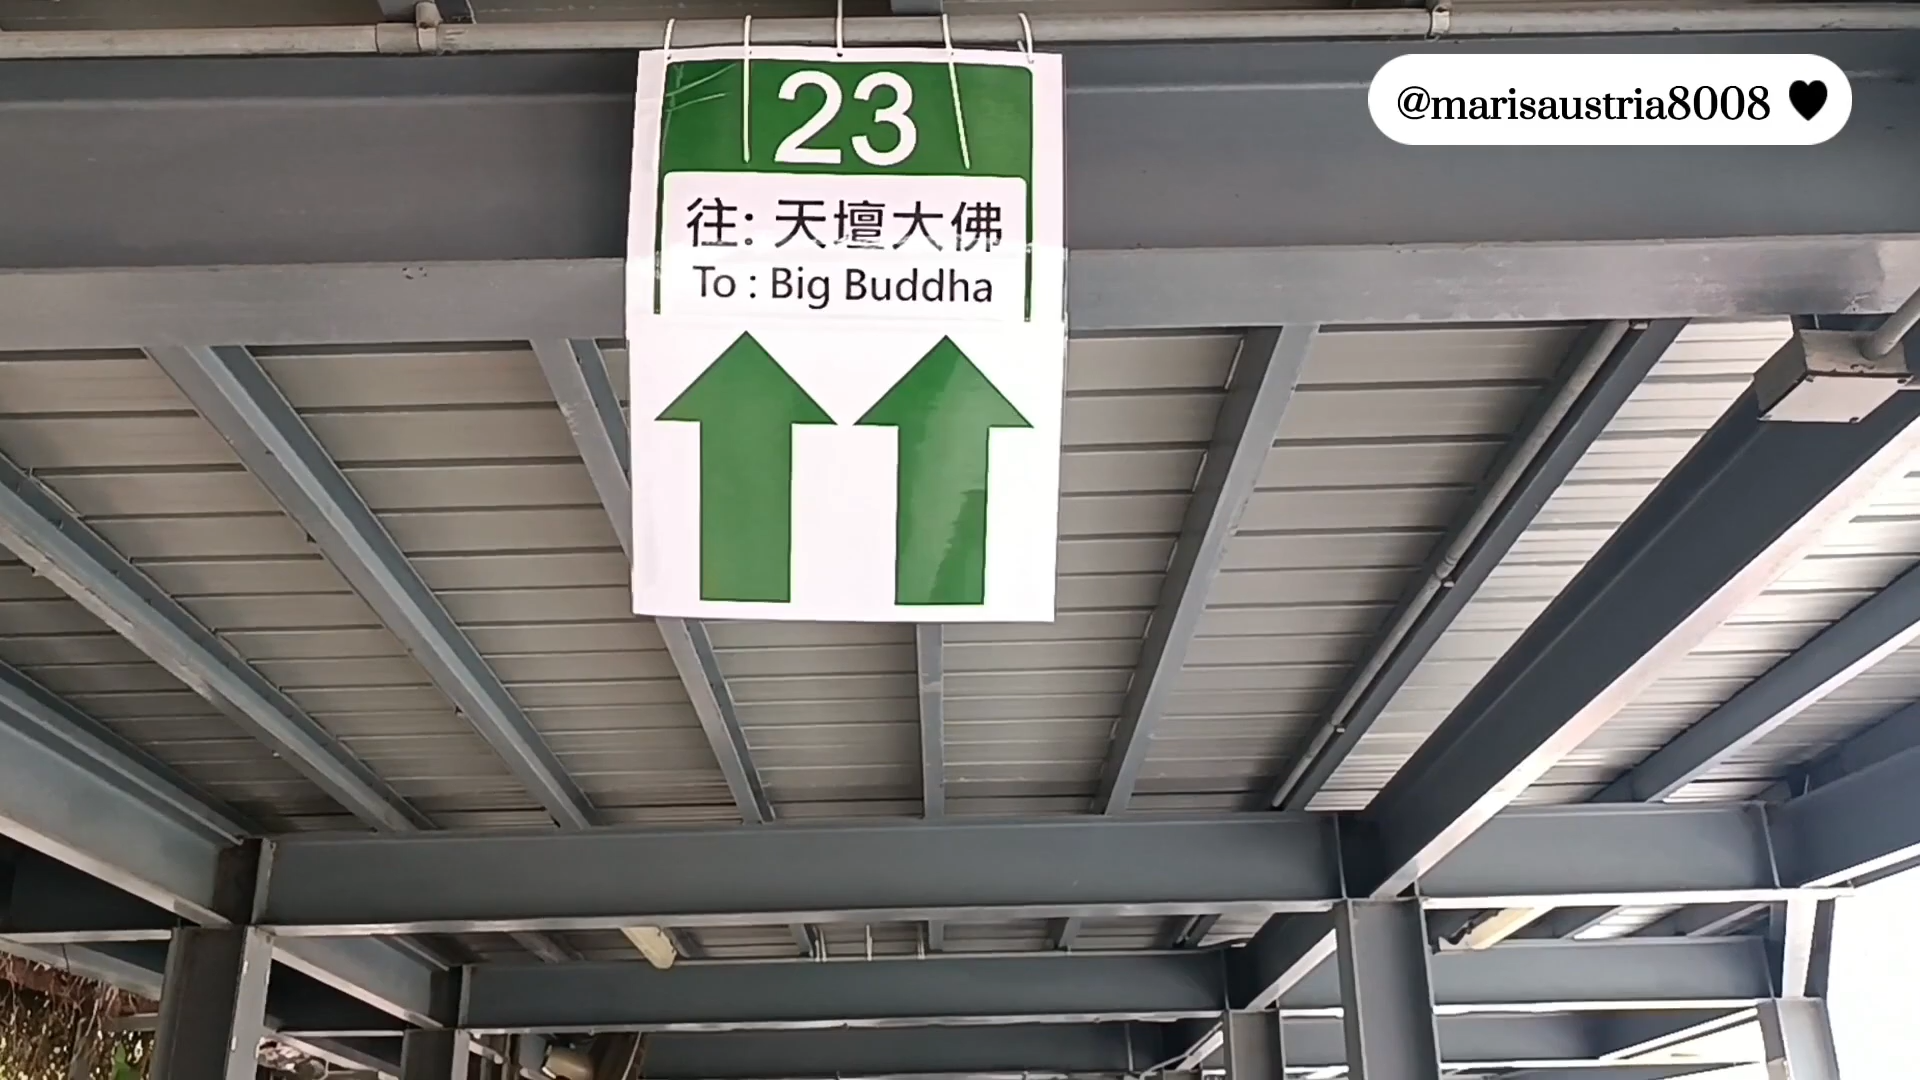 @marisaustria8008 🖤
23
往: 天壇大佛
To : Big Buddha